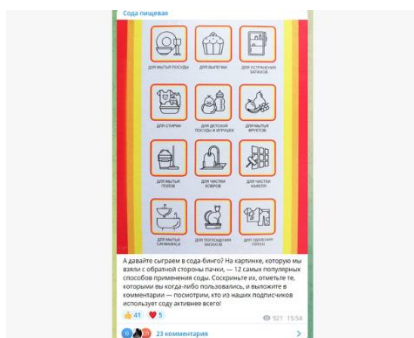 Сода пищевая
ДЛЯ МЫТЬЯ ПОСУДЫ
ДЛЯ ВЫПЕЧКИ
ДЛЯ УСТРАНЕНИЯ
ЗАПАХОВ
ДЛЯ СТИРКИ
ДЛЯ ДЕТСКОЙ
ПОСУДЫ И ИГРУШЕК
ДЛЯ МЫТЬЯ
ФРУКТОВ
ДЛЯ МЫТЬЯ
ПОЛОВ
ДЛЯ ЧИСТКИ
КОВРОВ
ДЛЯ ЧИСТКИ
КАФЕЛЯ
ДЛЯ МЫТЬЯ
САНФАЯНСА
ДЛЯ ПОГЛОЩЕНИЯ
ЗАПАХОВ
ДЛЯ УДАЛЕНИЯ
ПЯТЕН
А давайте сыграем в сода-бинго? На картинке, которую мы
взяли с обратной стороны пачки, — 12 самых популярных
способов применения соды. Соскриньте их, отметьте те,
которыми вы когда-либо пользовались, и выложите в
комментарии — посмотрим, кто из наших подписчиков
использует соду активнее всего!
41 5
921 15:54
23 комментария